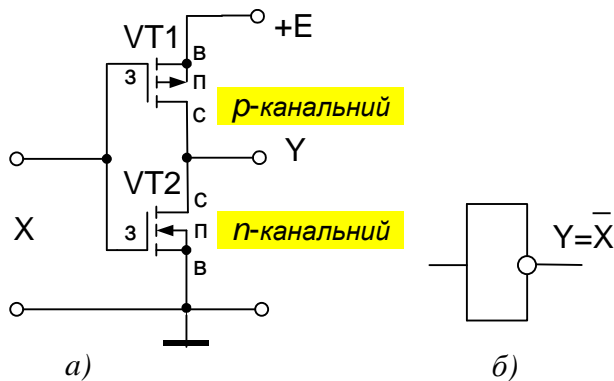 +E
VT1
в
з
п
с
р-канальний
Y
VT2
с
X
п
n-канальний
з
в
Y=X̅
а)
б)